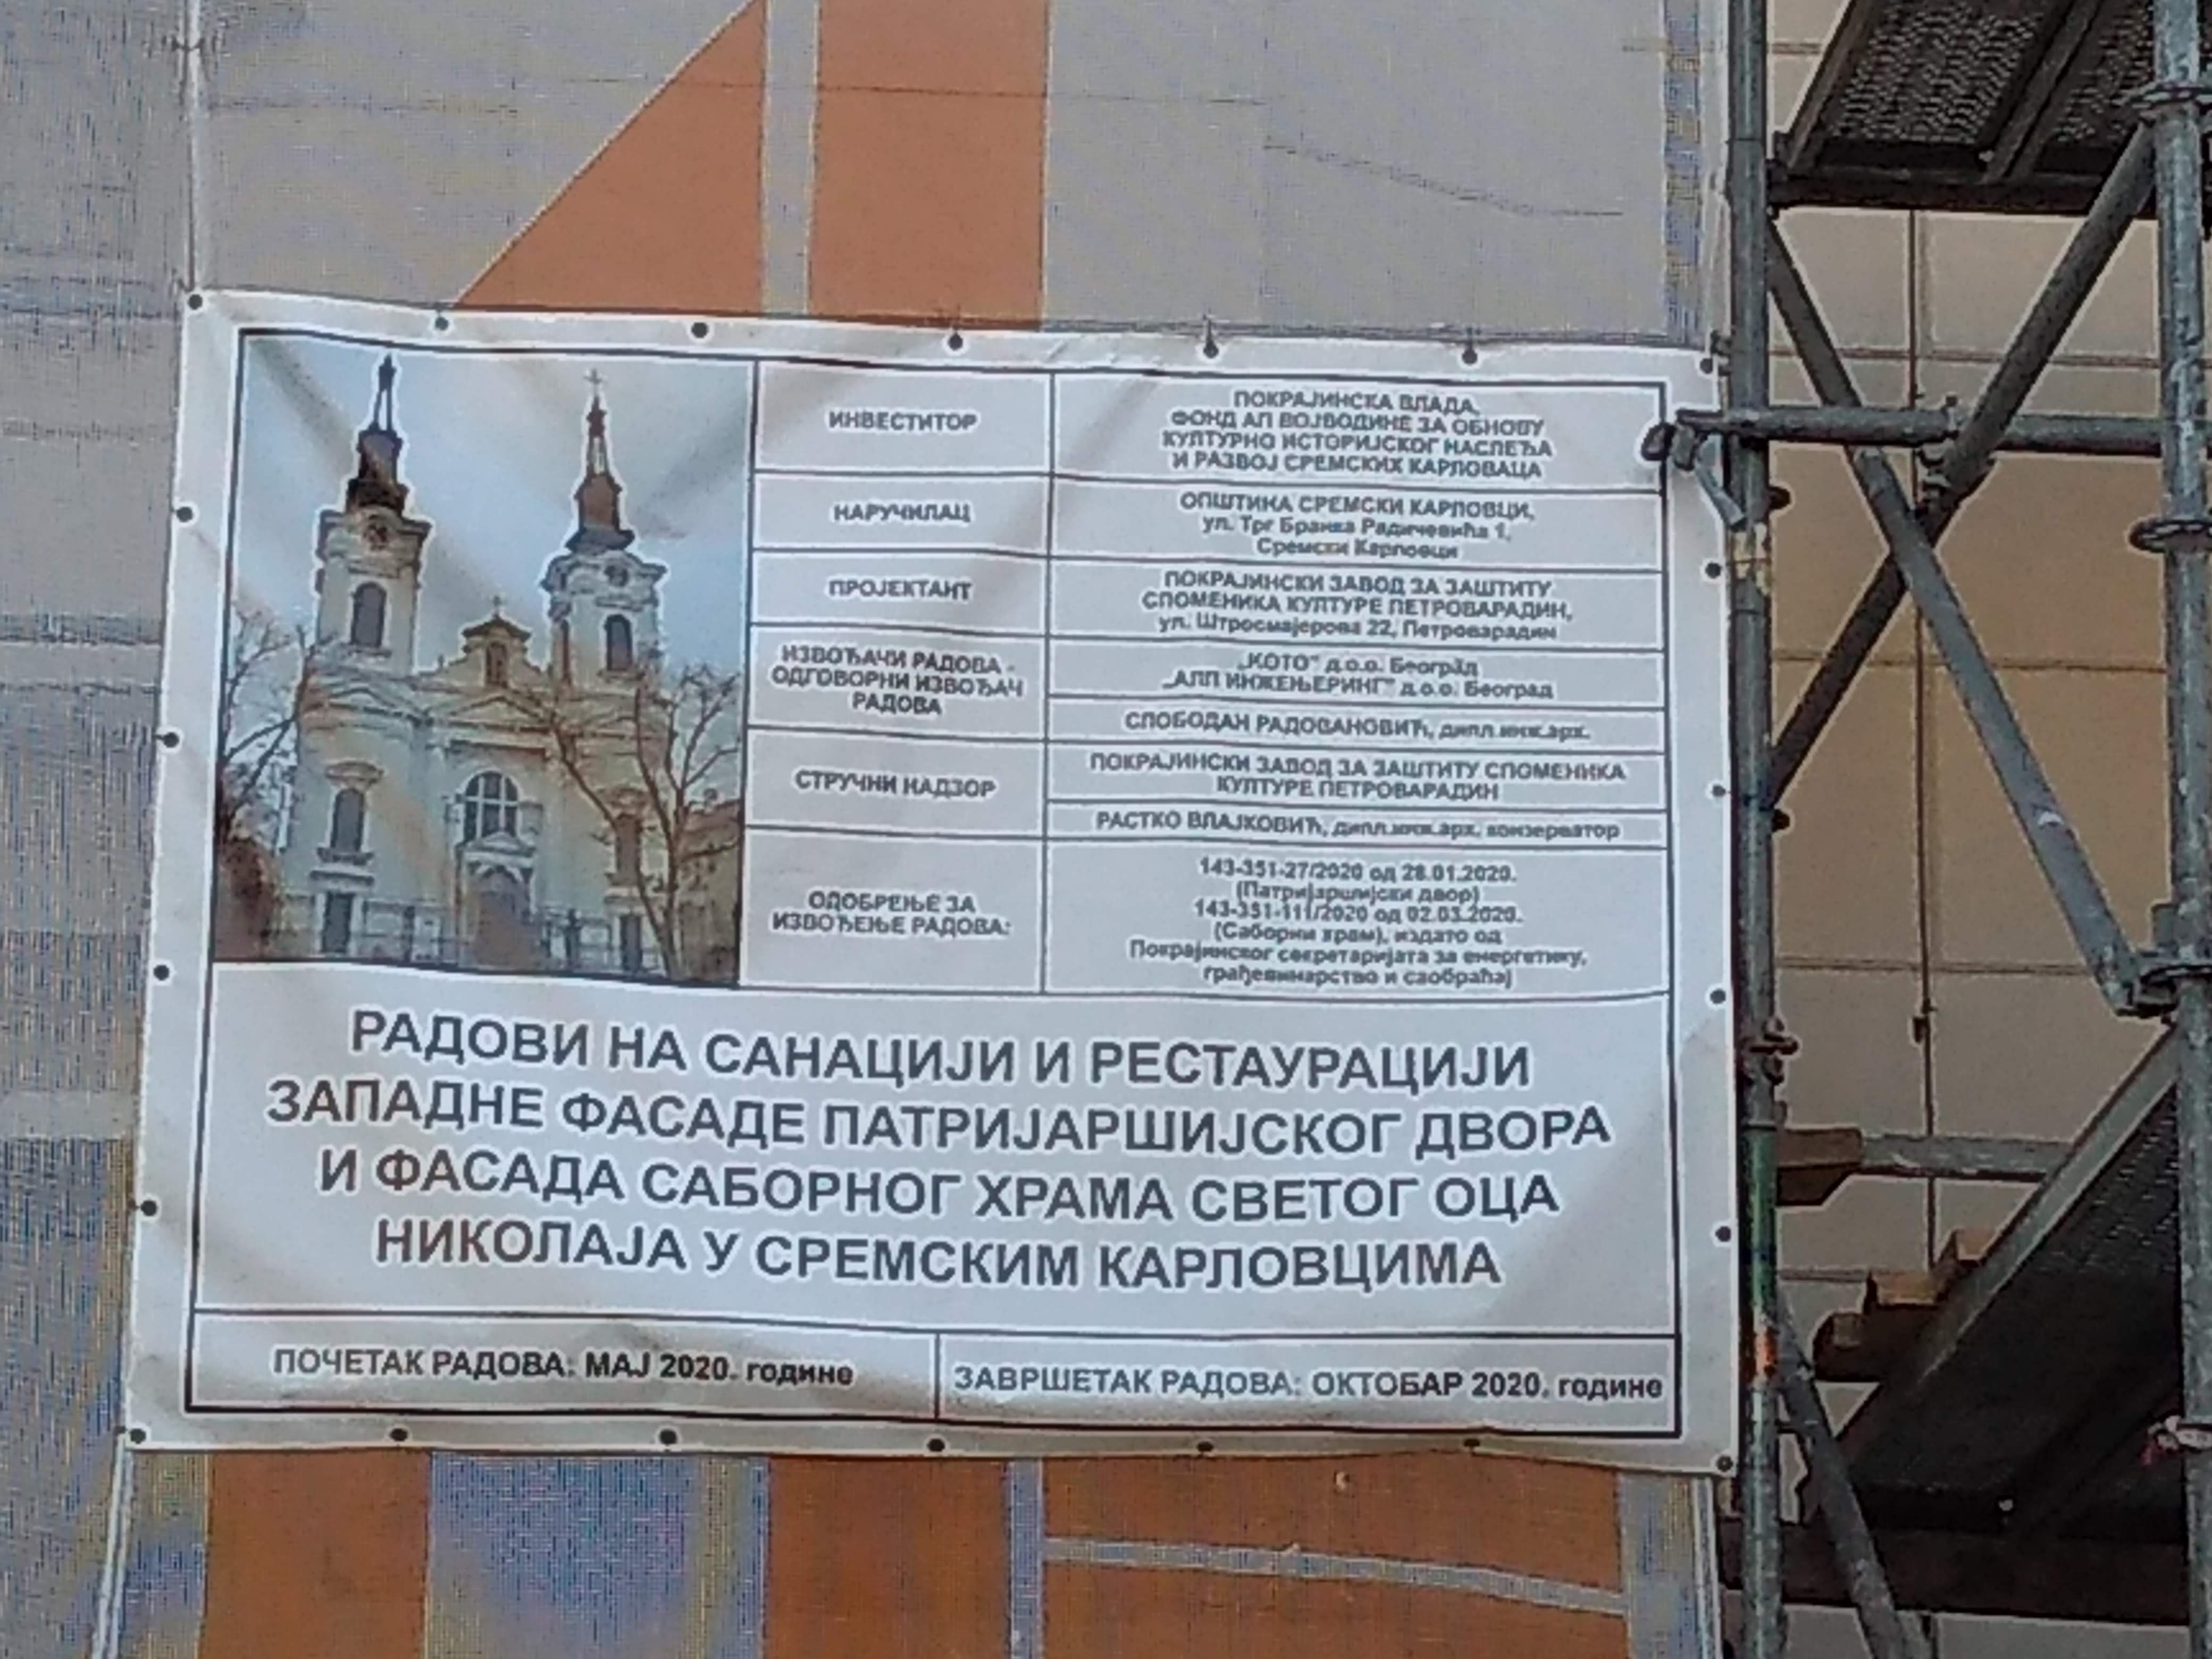 ИНВЕСТИТОР
ПОКРАЈИНСКА ВЛАДА,
ФОНД АП ВОЈВОДИНЕ ЗА ОБНОВУ
КУЛТУРНО ИСТОРИЈСКОГ НАСЛЕЂА
И РАЗВОЈ СРЕМСКИХ КАРЛОВАЦА
НАРУЧИЛАЦ
ОПШТИНА СРЕМСКИ КАРЛОВЦИ,
ул. Трг Бранка Радичевића 1,
Сремски Карловци
ПРОЈЕКТАНТ
ПОКРАЈИНСКИ ЗАВОД ЗА ЗАШТИТУ
СПОМЕНИКА КУЛТУРЕ ПЕТРОВАРАДИН,
ул. Штросмајерова 22, Петроварадин
ИЗВОЂАЧИ РАДОВА -
ОДГОВОРНИ ИЗВОЂАЧ
РАДОВА
„КОТО" д.о.о. Београд
„АЛП ИНЖЕЊЕРИНГ" д.о.о. Београд
СЛОБОДАН РАДОВАНОВИЋ, дипл.инж.арх.
СТРУЧНИ НАДЗОР
ПОКРАЈИНСКИ ЗАВОД ЗА ЗАШТИТУ СПОМЕНИКА
КУЛТУРЕ ПЕТРОВАРАДИН
РАСТКО ВЛАЈКОВИЋ, дипл.инж.арх. конзерватор
ОДОБРЕЊЕ ЗА
ИЗВОЂЕЊЕ РАДОВА:
143-351-27/2020 од 28.01.2020.
(Патријаршијски двор)
143-351-111/2020 од 02.03.2020.
(Саборни храм), издато од
Покрајинског секретаријата за енергетику,
грађевинарство и саобраћај
РАДОВИ НА САНАЦИЈИ И РЕСТАУРАЦИЈИ
ЗАПАДНЕ ФАСАДЕ ПАТРИЈАРШИЈСКОГ ДВОРА
И ФАСАДА САБОРНОГ ХРАМА СВЕТОГ ОЦА
НИКОЛАЈА У СРЕМСКИМ КАРЛОВЦИМА
ПОЧЕТАК РАДОВА: МАЈ 2020. године
ЗАВРШЕТАК РАДОВА: ОКТОБАР 2020. године